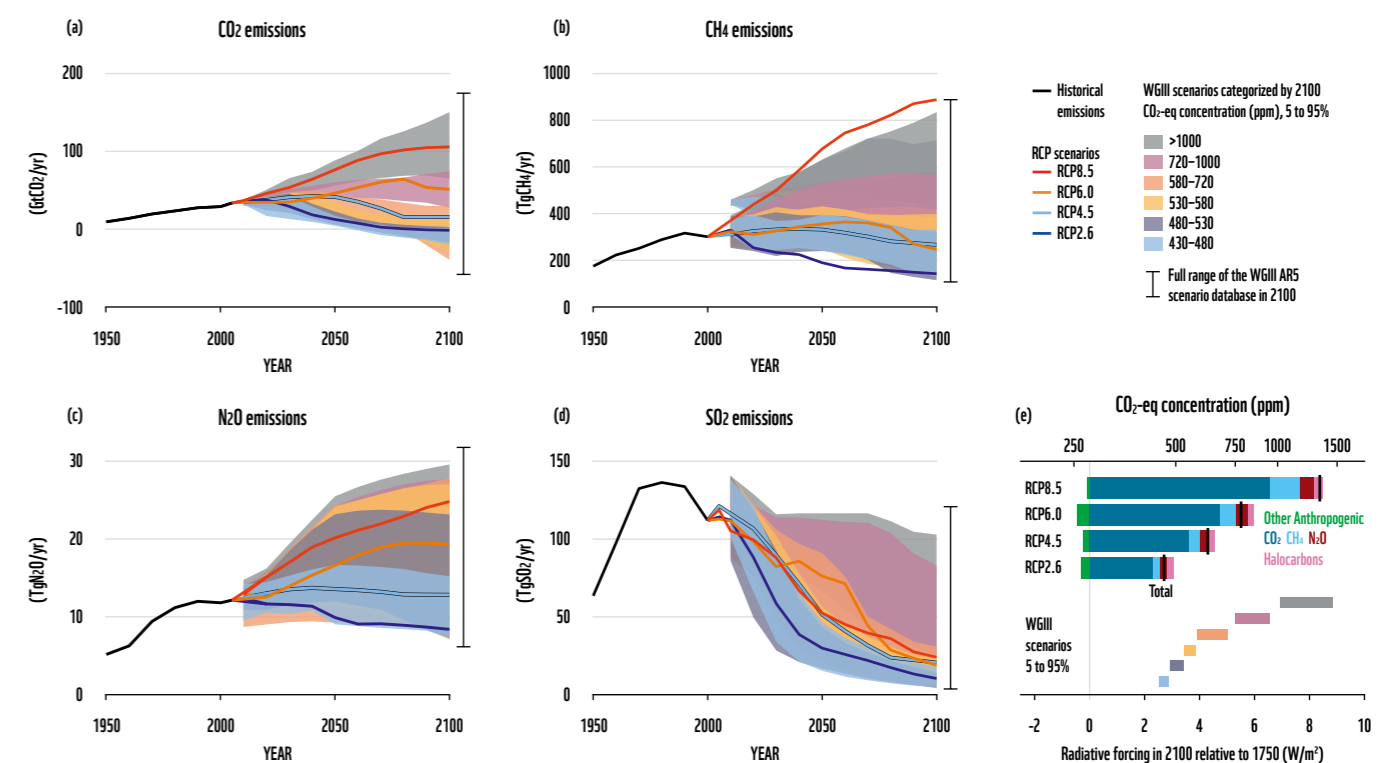 (a)
CO2 emissions
(GtCO2/yr)
200
100
0
-100
1950
2000
2050
2100
YEAR
(b)
CH4 emissions
(TgCH4/yr)
1000
800
600
400
200
0
1950
2000
2050
2100
YEAR
Historical
emissions
RCP scenarios
RCP8.5
RCP6.0
RCP4.5
RCP2.6
WGIII scenarios categorized by 2100
CO2-eq concentration (ppm), 5 to 95%
>1000
720–1000
580–720
530–580
480–530
430–480
Full range of the WGIII AR5
scenario database in 2100
(c)
N2O emissions
(TgN2O/yr)
30
20
10
0
1950
2000
2050
2100
YEAR
(d)
SO2 emissions
(TgSO2/yr)
150
100
50
0
1950
2000
2050
2100
YEAR
(e)
CO2-eq concentration (ppm)
250 500 750 1000 1500
RCP8.5
RCP6.0
RCP4.5
RCP2.6
Other Anthropogenic
CO2 CH4 N2O
Halocarbons
Total
WGIII
scenarios
5 to 95%
-2 0 2 4 6 8 10
Radiative forcing in 2100 relative to 1750 (W/m²)